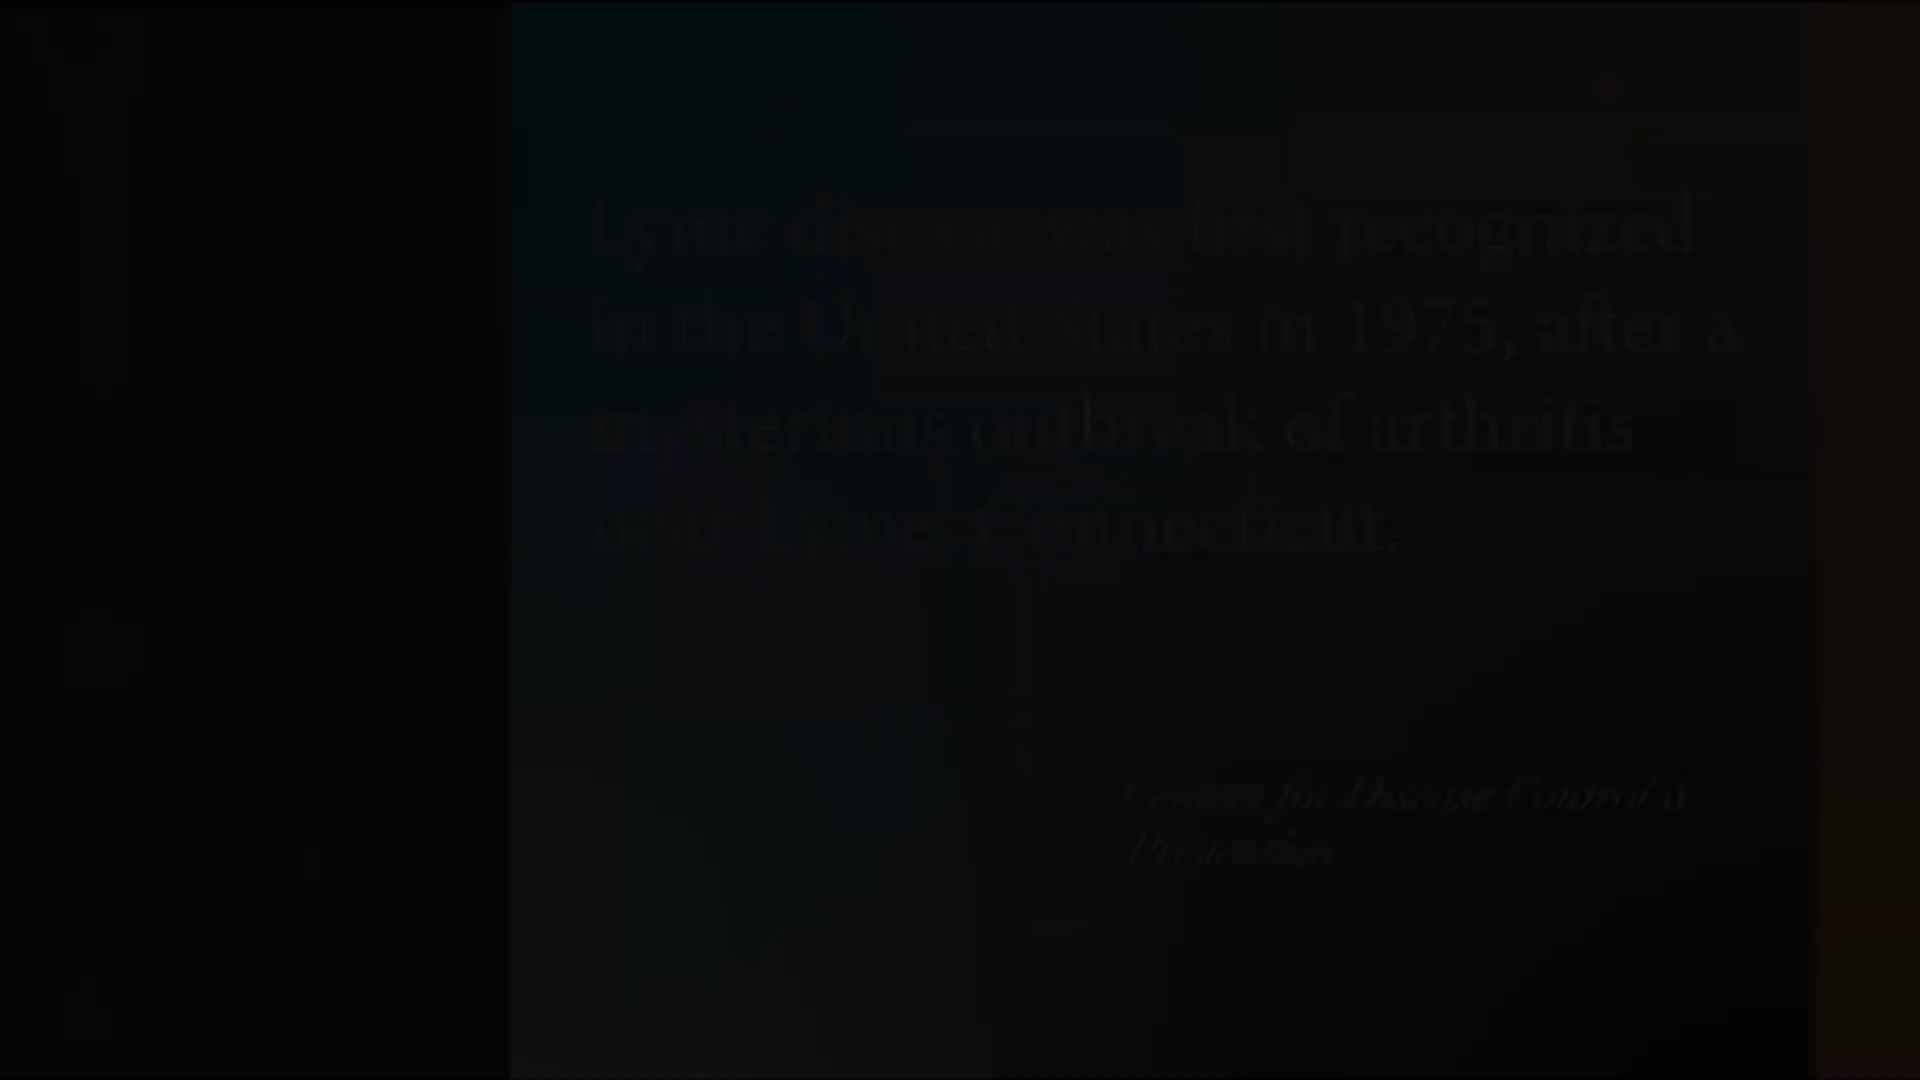 Lyme disease was first recognized
in the United States in 1975, after a
mysterious outbreak of arthritis
near Lyme, Connecticut.
Centers for Disease Control &
Prevention